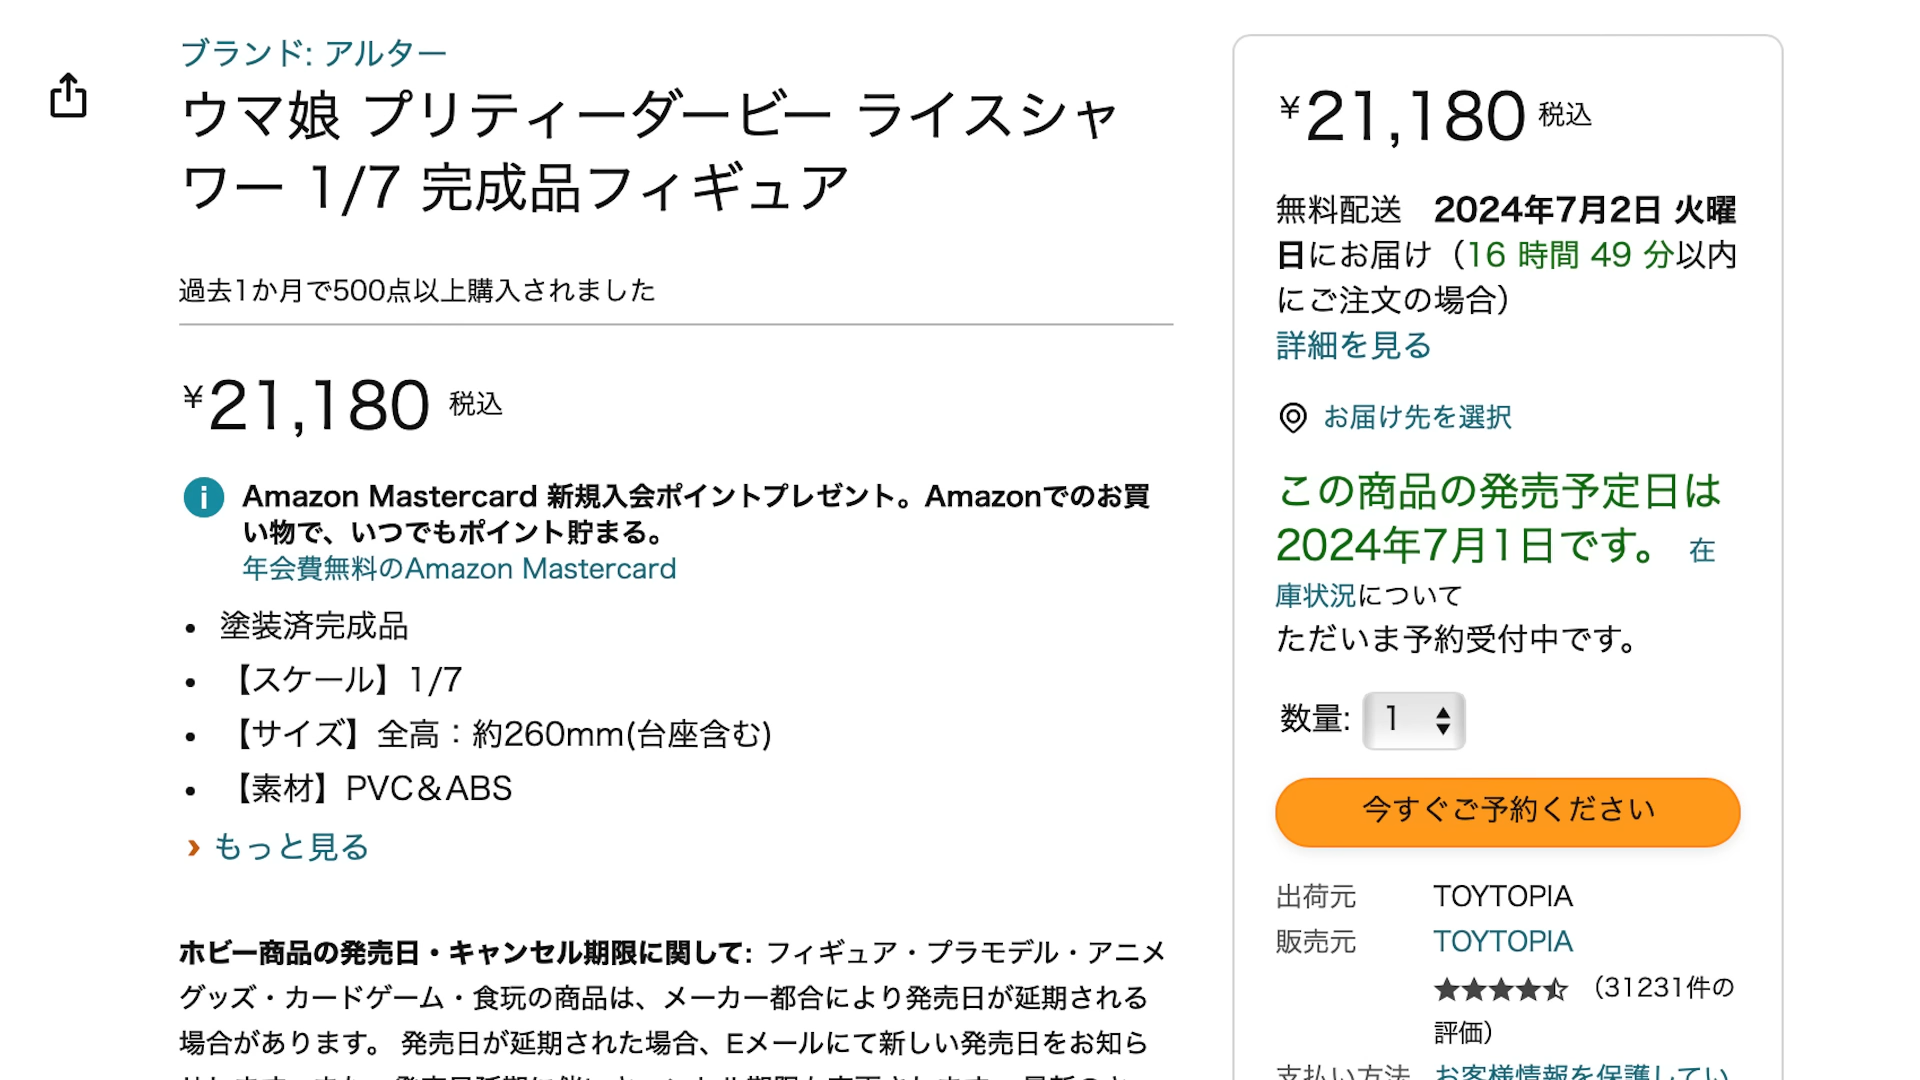 ブランド: アルター
ウマ娘 プリティーダービー ライスシャ
ワー 1/7 完成品フィギュア
過去1か月で500点以上購入されました
¥21,180 税込
Amazon Mastercard 新規入会ポイントプレゼント。Amazonでのお買
い物で、いつでもポイント貯まる。
年会費無料のAmazon Mastercard
• 塗装済完成品
• 【スケール】1/7
• 【サイズ】全高：約260mm(台座含む)
• 【素材】PVC＆ABS
› もっと見る
ホビー商品の発売日・キャンセル期限に関して: フィギュア・プラモデル・アニメ
グッズ・カードゲーム・食玩の商品は、メーカー都合により発売日が延期される
場合があります。 発売日が延期された場合、Eメールにて新しい発売日をお知ら
¥21,180 税込
無料配送 2024年7月2日 火曜
日にお届け（16 時間 49 分以内
にご注文の場合）
詳細を見る
お届け先を選択
この商品の発売予定日は
2024年7月1日です。 在
庫状況について
ただいま予約受付中です。
数量: 1
今すぐご予約ください
出荷元 TOYTOPIA
販売元 TOYTOPIA
（31231件の
評価）
支払い方法 お客様情報を保護してい